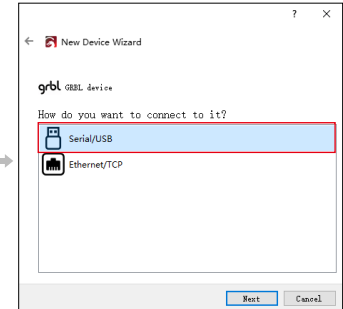 ?
New Device Wizard
grbl GRBL device
How do you want to connect to it?
Serial/USB
Ethernet/TCP
Next Cancel